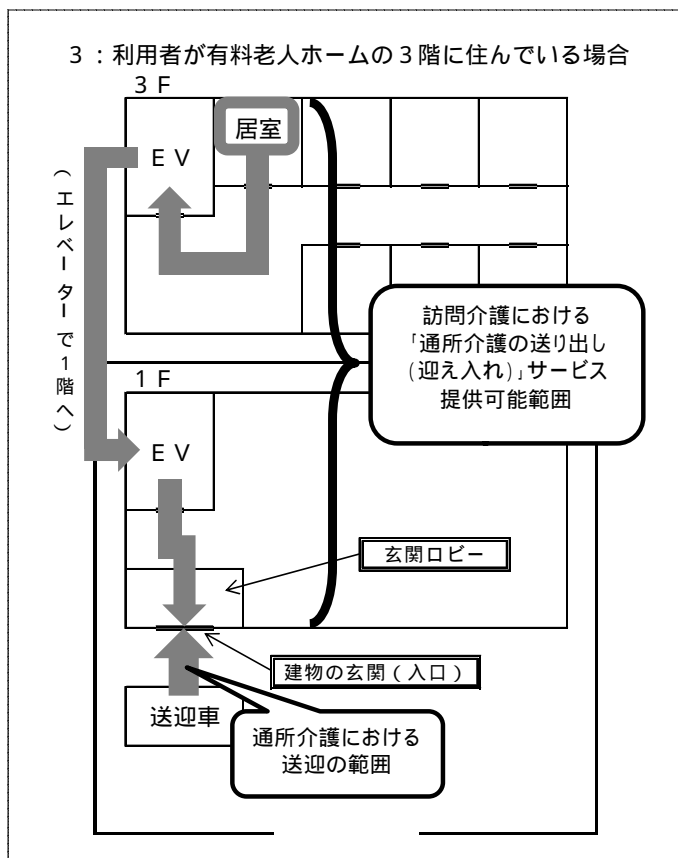 3：利用者が有料老人ホームの3階に住んでいる場合
3F
居室
EV
（エレベーターで1階へ）
訪問介護における
「通所介護の送り出し
(迎え入れ)」サービス
提供可能範囲
1F
EV
玄関ロビー
建物の玄関（入口）
送迎車
通所介護における
送迎の範囲